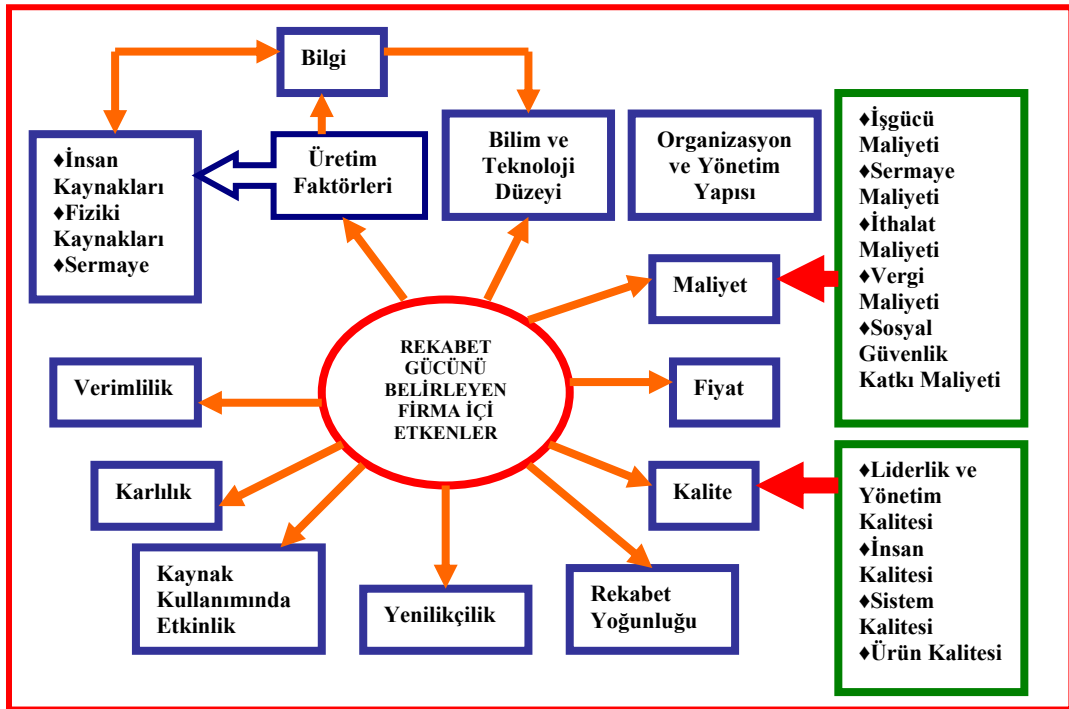 Bilgi
♦İnsan
Kaynakları
♦Fiziki
Kaynakları
♦Sermaye
Üretim
Faktörleri
Bilim ve
Teknoloji
Düzeyi
Organizasyon
ve Yönetim
Yapısı
♦İşgücü
Maliyeti
♦Sermaye
Maliyeti
♦İthalat
Maliyeti
♦Vergi
Maliyeti
♦Sosyal
Güvenlik
Katkı Maliyeti
Maliyet
REKABET
GÜCÜNÜ
BELİRLEYEN
FİRMA İÇİ
ETKENLER
Verimlilik
Fiyat
Karlılık
Kalite
♦Liderlik ve
Yönetim
Kalitesi
♦İnsan
Kalitesi
♦Sistem
Kalitesi
♦Ürün Kalitesi
Kaynak
Kullanımında
Etkinlik
Yenilikçilik
Rekabet
Yoğunluğu